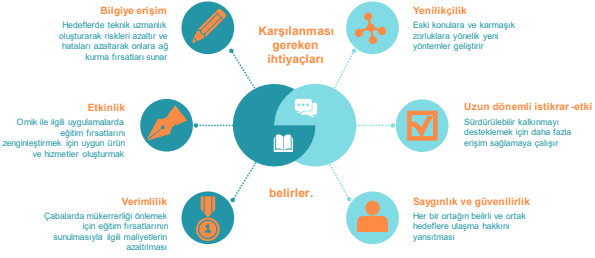 Bilgiye erişim
Hedeflerde teknik uzmanlık
oluşturarak riskleri azaltır ve
hataları azaltarak onlara ağ
kurma fırsatları sunar
Karşılanması
gereken
ihtiyaçları
Yenilikçilik
Eski konulara ve karmaşık
zorluklara yönelik yeni
yöntemler geliştirir
Etkinlik
Ornik ile ilgili uygulamalarda
eğitim fırsatlarını
zenginleştirmek için uygun ürün
ve hizmetler oluşturmak
Uzun dönemli istikrar -etki
Sürdürülebilir kalkınmayı
desteklemek için daha fazla
erişim sağlamaya çalışır
Verimlilik
Çabalarda mükerrerliği önlemek
için eğitim fırsatlarının
sunulmasıyla ilgili maliyetlerin
azaltılması
1
belirler.
Saygınlık ve güvenilirlik
Her bir ortağın belirli ve ortak
hedeflere ulaşma hakkını
yansıtması